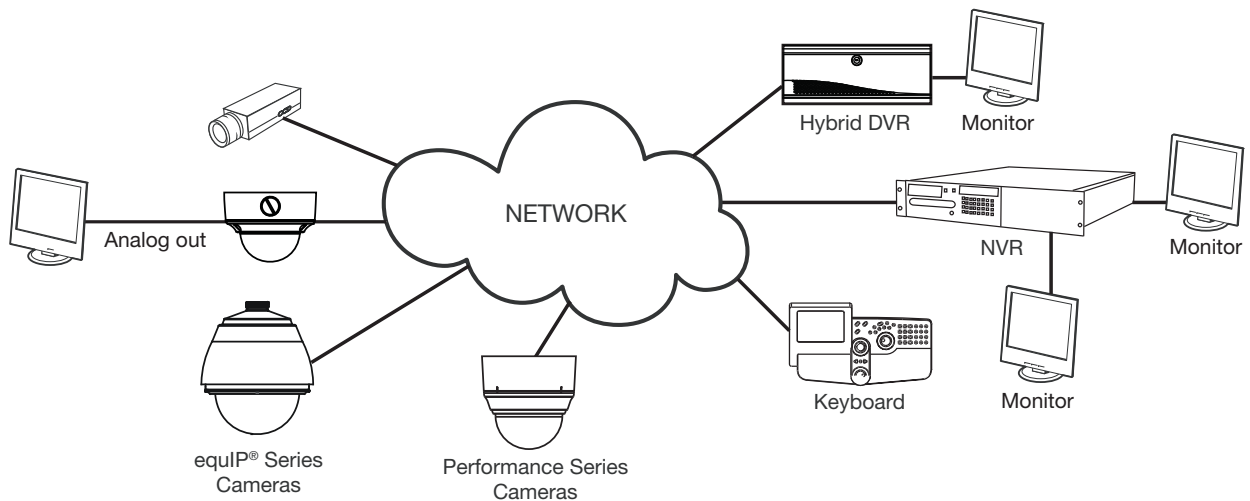 Hybrid DVR
Monitor
NETWORK
Analog out
NVR
Monitor
Keyboard
Monitor
equIP® Series
Cameras
Performance Series
Cameras